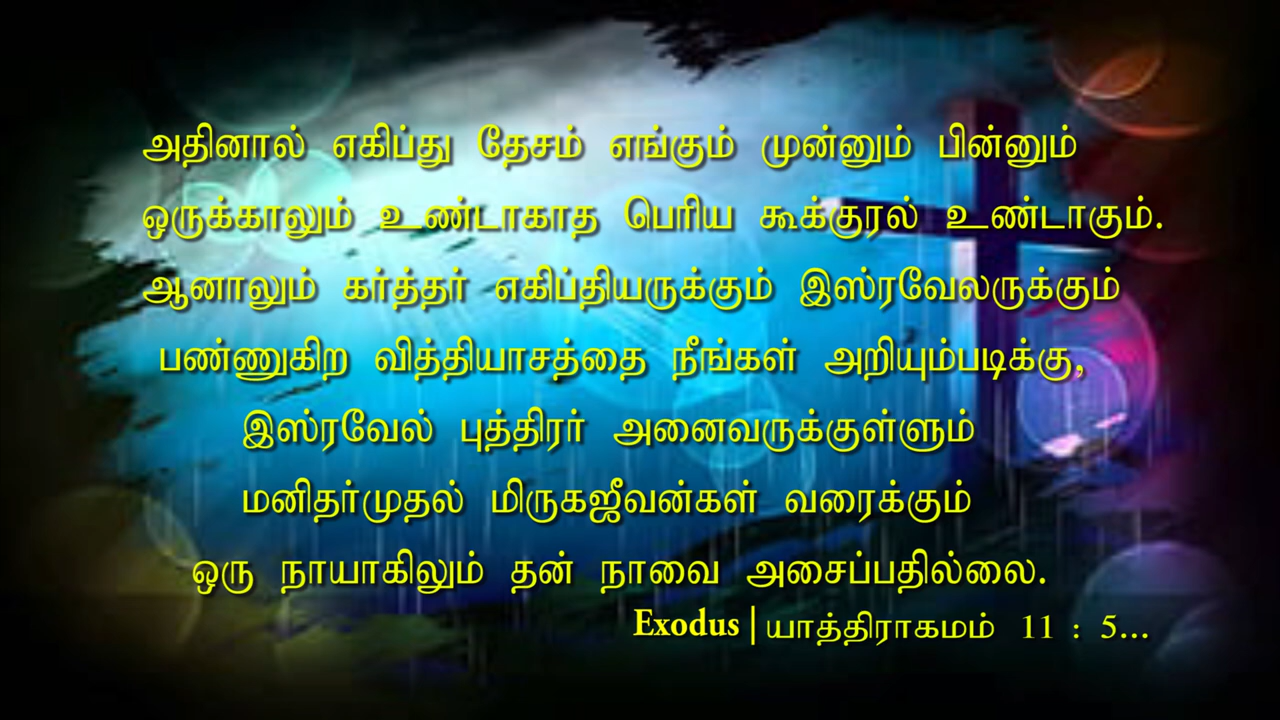 அதினால் எகிப்து தேசம் எங்கும் முன்னும் பின்னும்
ஒருக்காலும் உண்டாகாத பெரிய கூக்குரல் உண்டாகும்.
ஆனாலும் கர்த்தர் எகிப்தியருக்கும் இஸ்ரவேலருக்கும்
பண்ணுகிற வித்தியாசத்தை நீங்கள் அறியும்படிக்கு,
இஸ்ரவேல் புத்திரர் அனைவருக்குள்ளும்
மனிதர்முதல் மிருகஜீவன்கள் வரைக்கும்
ஒரு நாயாகிலும் தன் நாவை அசைப்பதில்லை.
Exodus | யாத்திராகமம் 11 : 5...